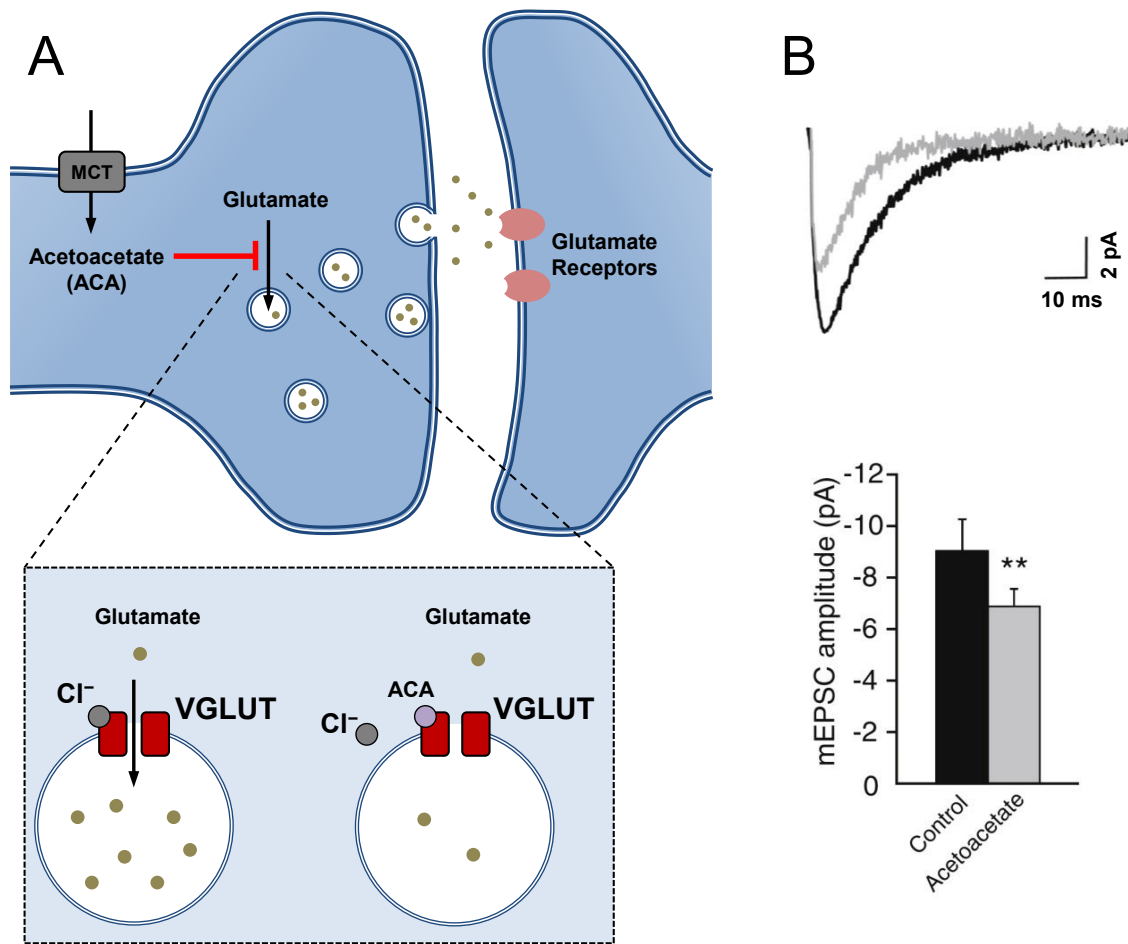 A
MCT
Glutamate
Acetoacetate
(ACA)
Glutamate
Receptors
Glutamate
Cl⁻
VGLUT
Glutamate
ACA
Cl⁻
VGLUT
B
2 pA
10 ms
mEPSC amplitude (pA)
-12
-10
-8
-6
-4
-2
0
**
Control
Acetoacetate